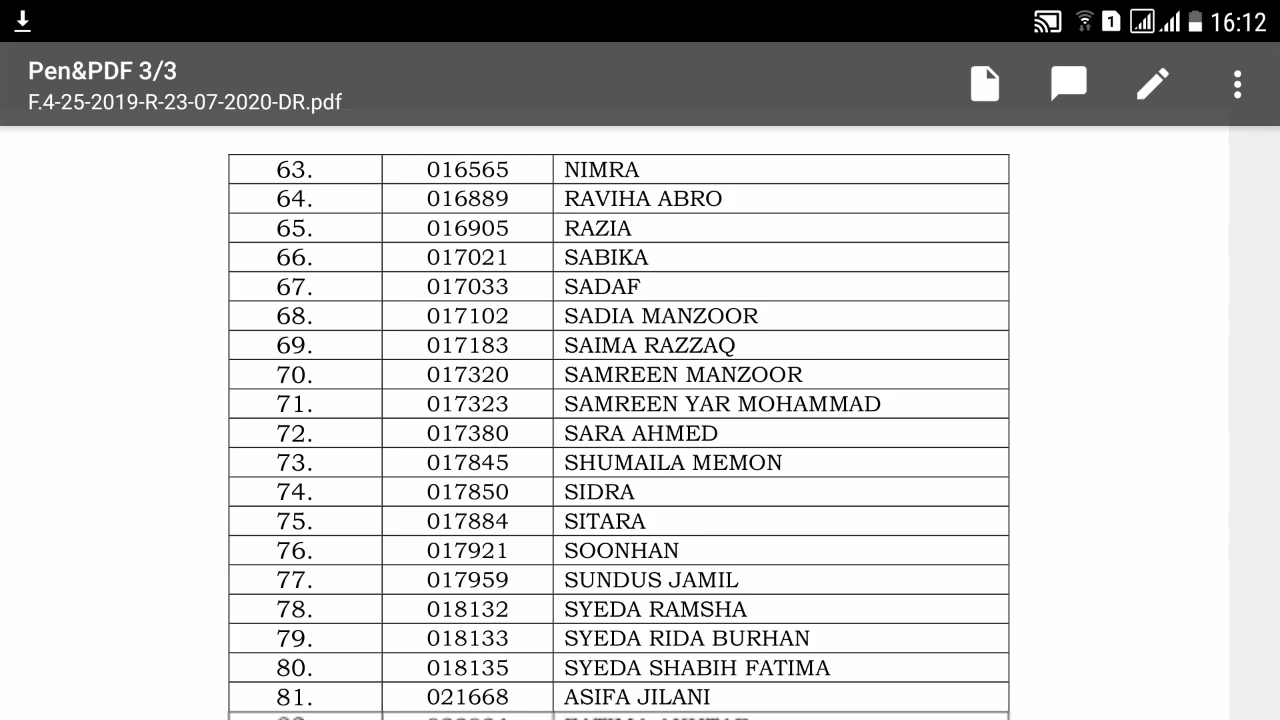 16:12
Pen&PDF 3/3
F.4-25-2019-R-23-07-2020-DR.pdf
63. 016565 NIMRA
64. 016889 RAVIHA ABRO
65. 016905 RAZIA
66. 017021 SABIKA
67. 017033 SADAF
68. 017102 SADIA MANZOOR
69. 017183 SAIMA RAZZAQ
70. 017320 SAMREEN MANZOOR
71. 017323 SAMREEN YAR MOHAMMAD
72. 017380 SARA AHMED
73. 017845 SHUMAILA MEMON
74. 017850 SIDRA
75. 017884 SITARA
76. 017921 SOONHAN
77. 017959 SUNDUS JAMIL
78. 018132 SYEDA RAMSHA
79. 018133 SYEDA RIDA BURHAN
80. 018135 SYEDA SHABIH FATIMA
81. 021668 ASIFA JILANI